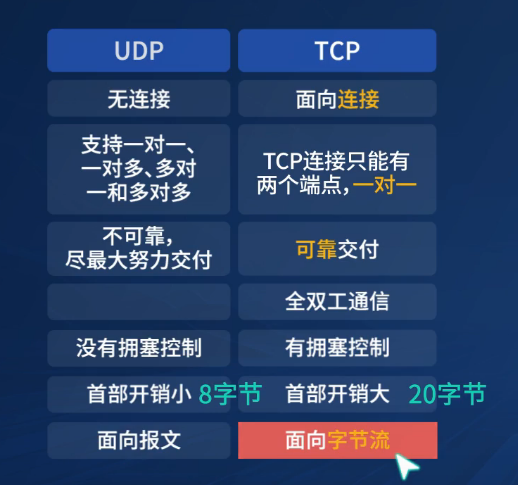 UDP
TCP
无连接
面向连接
支持一对一、
一对多、多对
一和多对多
TCP连接只能有
两个端点,一对一
不可靠,
尽最大努力交付
可靠交付
全双工通信
没有拥塞控制
有拥塞控制
首部开销小 8字节
首部开销大 20字节
面向报文
面向字节流